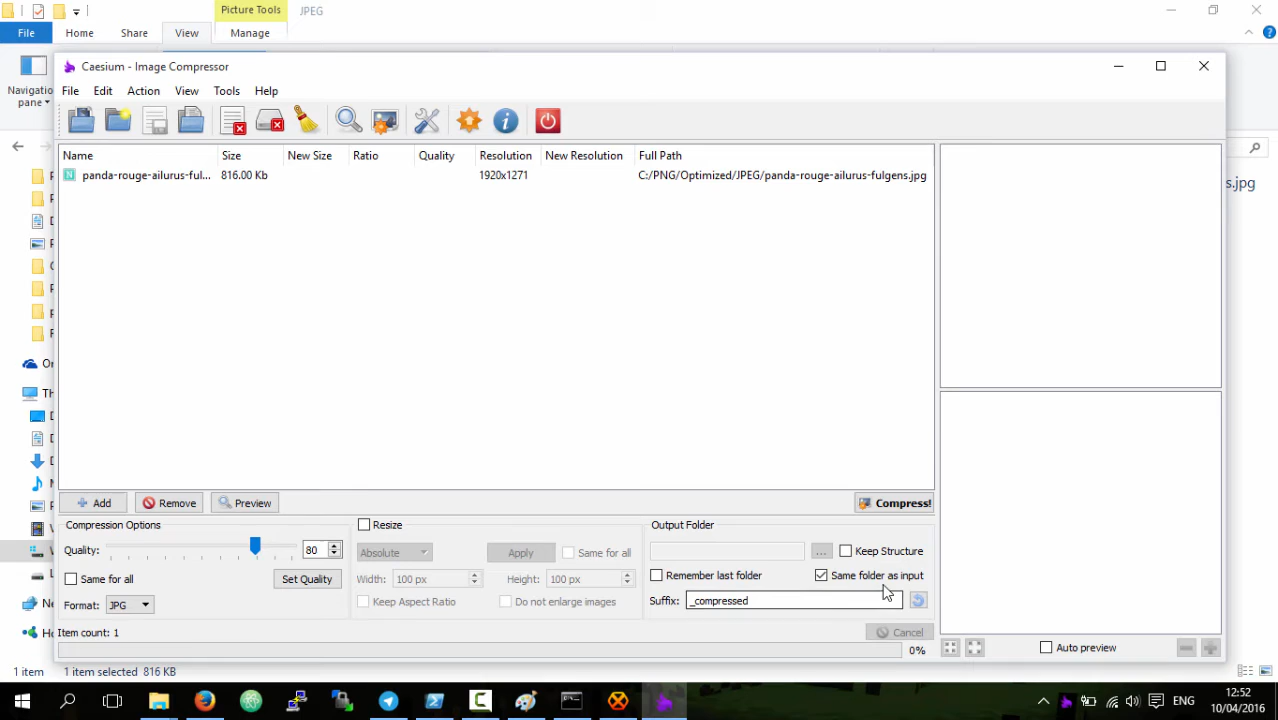 Picture Tools
JPEG
File
Home
Share
View
Manage
Navigation
pane
Caesium - Image Compressor
File
Edit
Action
View
Tools
Help
Name
Size
New Size
Ratio
Quality
Resolution
New Resolution
Full Path
panda-rouge-ailurus-ful...
816.00 Kb
1920x1271
C:/PNG/Optimized/JPEG/panda-rouge-ailurus-fulgens.jpg
s.jpg
Add
Remove
Preview
Compress!
Compression Options
Quality:
80
Same for all
Set Quality
Format:
JPG
Resize
Absolute
Apply
Same for all
Width:
100 px
Height:
100 px
Keep Aspect Ratio
Do not enlarge images
Output Folder
...
Keep Structure
Remember last folder
Same folder as input
Suffix:
_compressed
Item count: 1
Cancel
0%
Auto preview
1 item
1 item selected 816 KB
ENG
12:52
10/04/2016